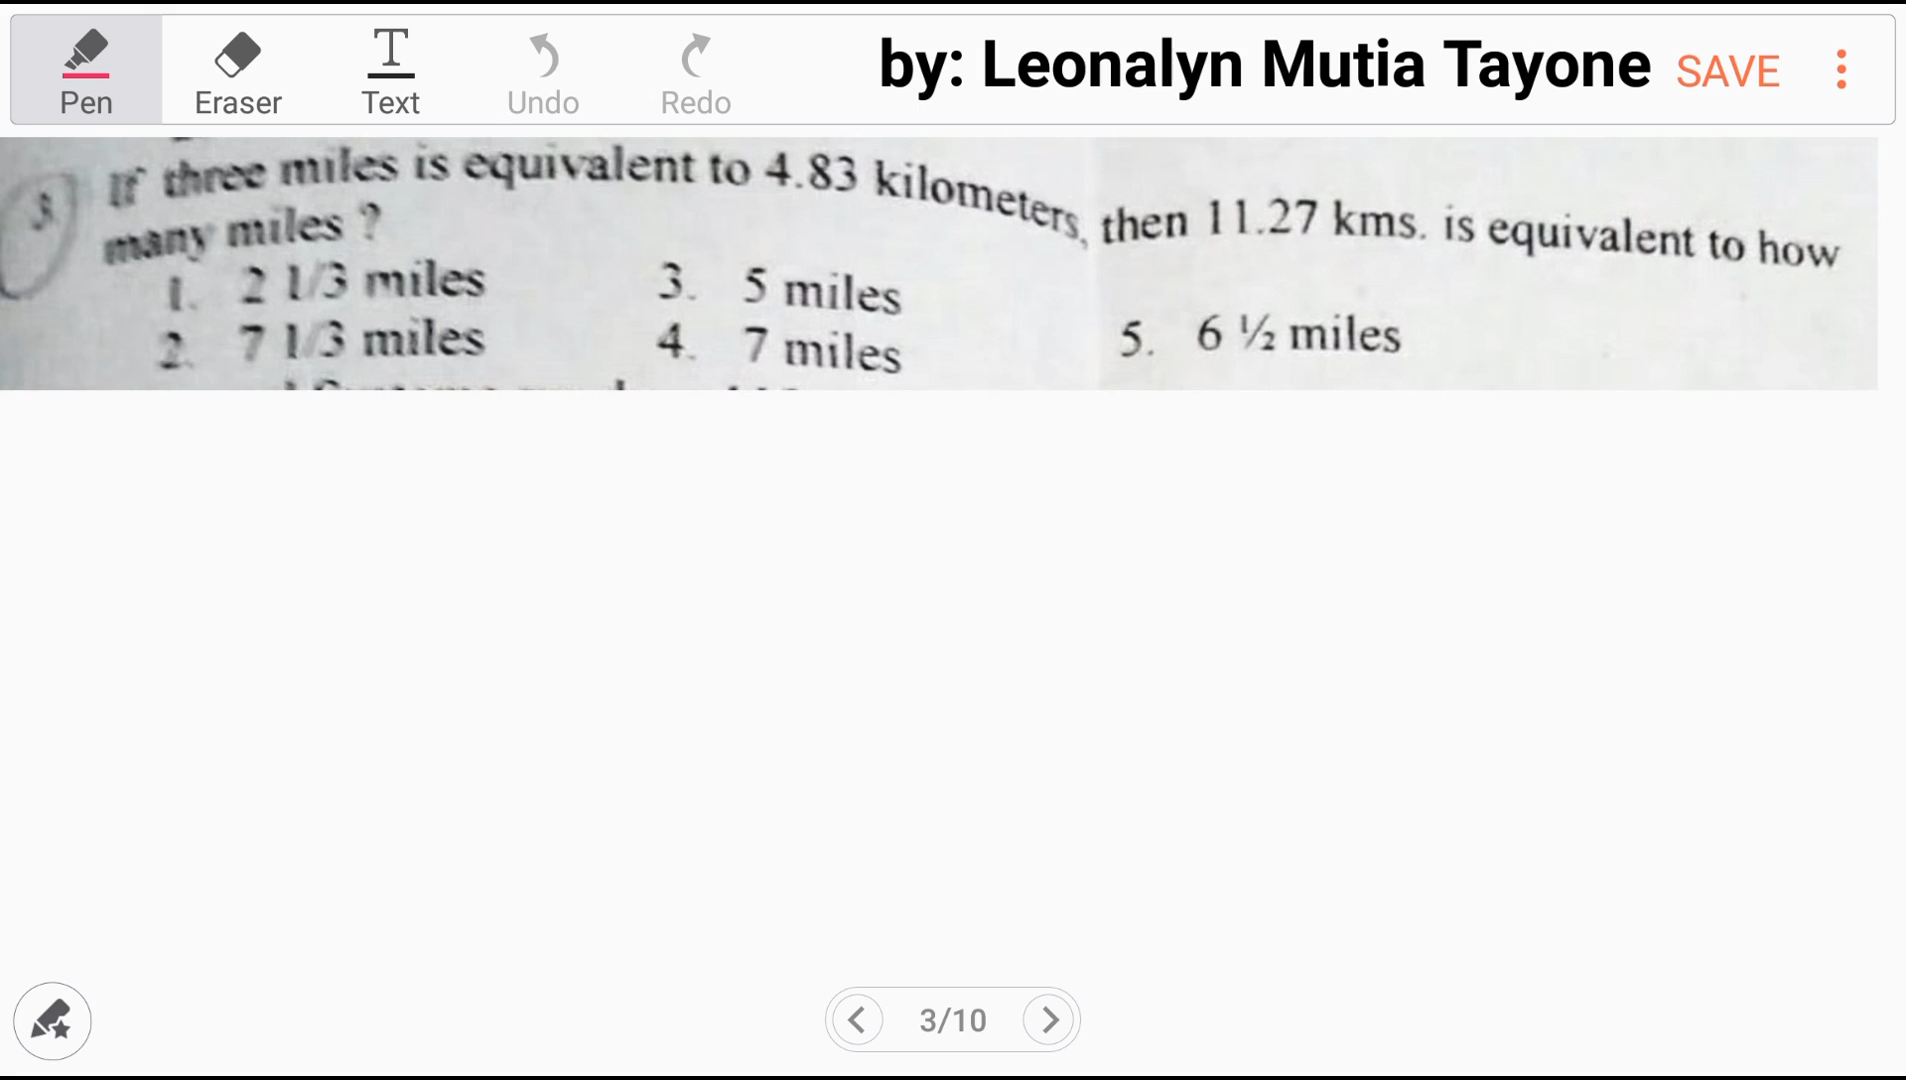 Pen
Eraser
Text
Undo
Redo
by: Leonalyn Mutia Tayone
SAVE
3. If three miles is equivalent to 4.83 kilometers, then 11.27 kms. is equivalent to how
many miles ?
1. 2 1/3 miles
3. 5 miles
2. 7 1/3 miles
4. 7 miles
5. 6 ½ miles
3/10